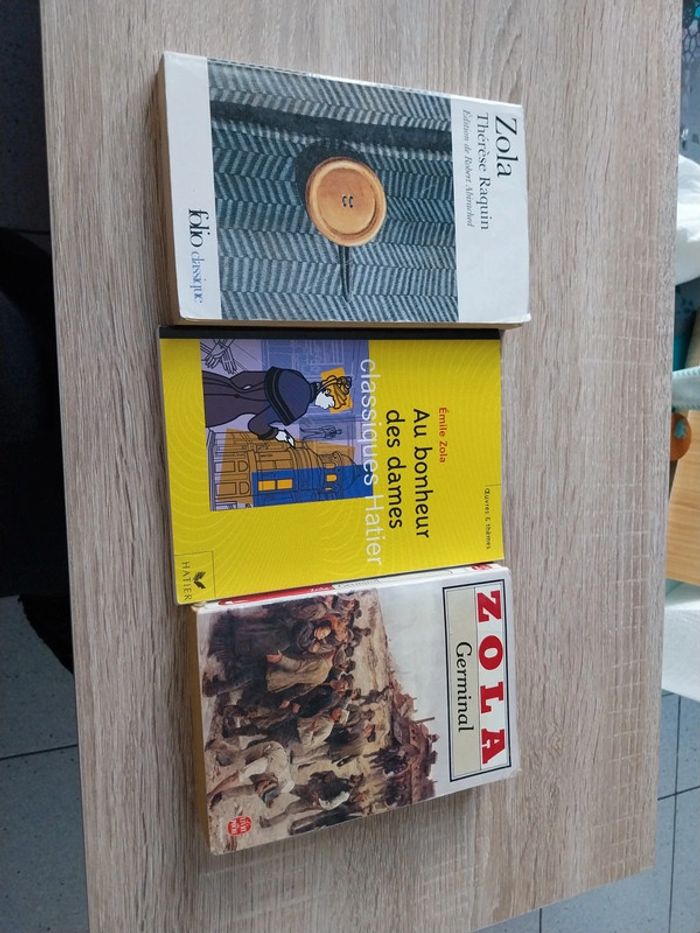 Zola
Thérèse Raquin
Édition de Robert Abirached
folio classique
Œuvres & thèmes
Émile Zola
Au bonheur
des dames
classiques Hatier
HATIER
ZOLA
Germinal